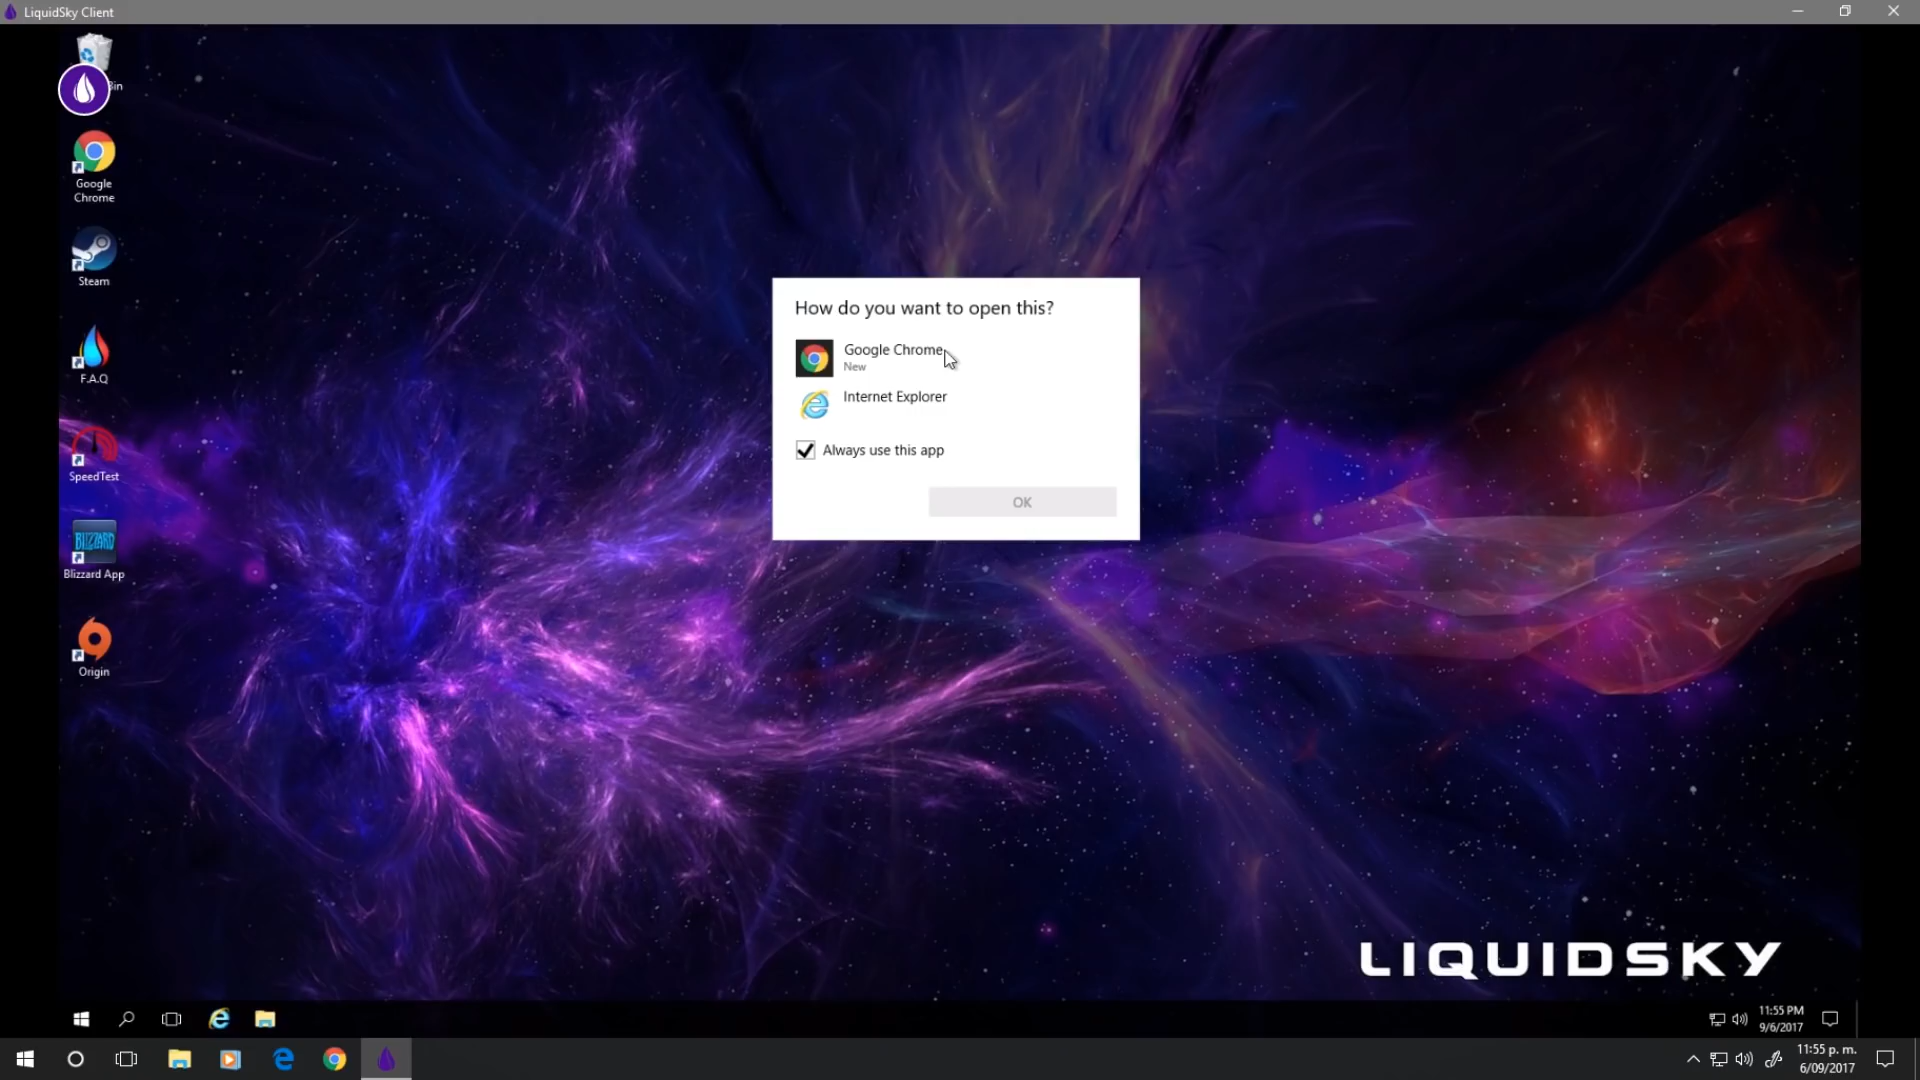 LiquidSky Client
Bin
Google
Chrome
Steam
F.A.Q
SpeedTest
BLIZZARD
Blizzard App
Origin
How do you want to open this?
Google Chrome
New
Internet Explorer
Always use this app
OK
LIQUIDSKY
11:55 PM
9/6/2017
11:55 p. m.
6/09/2017